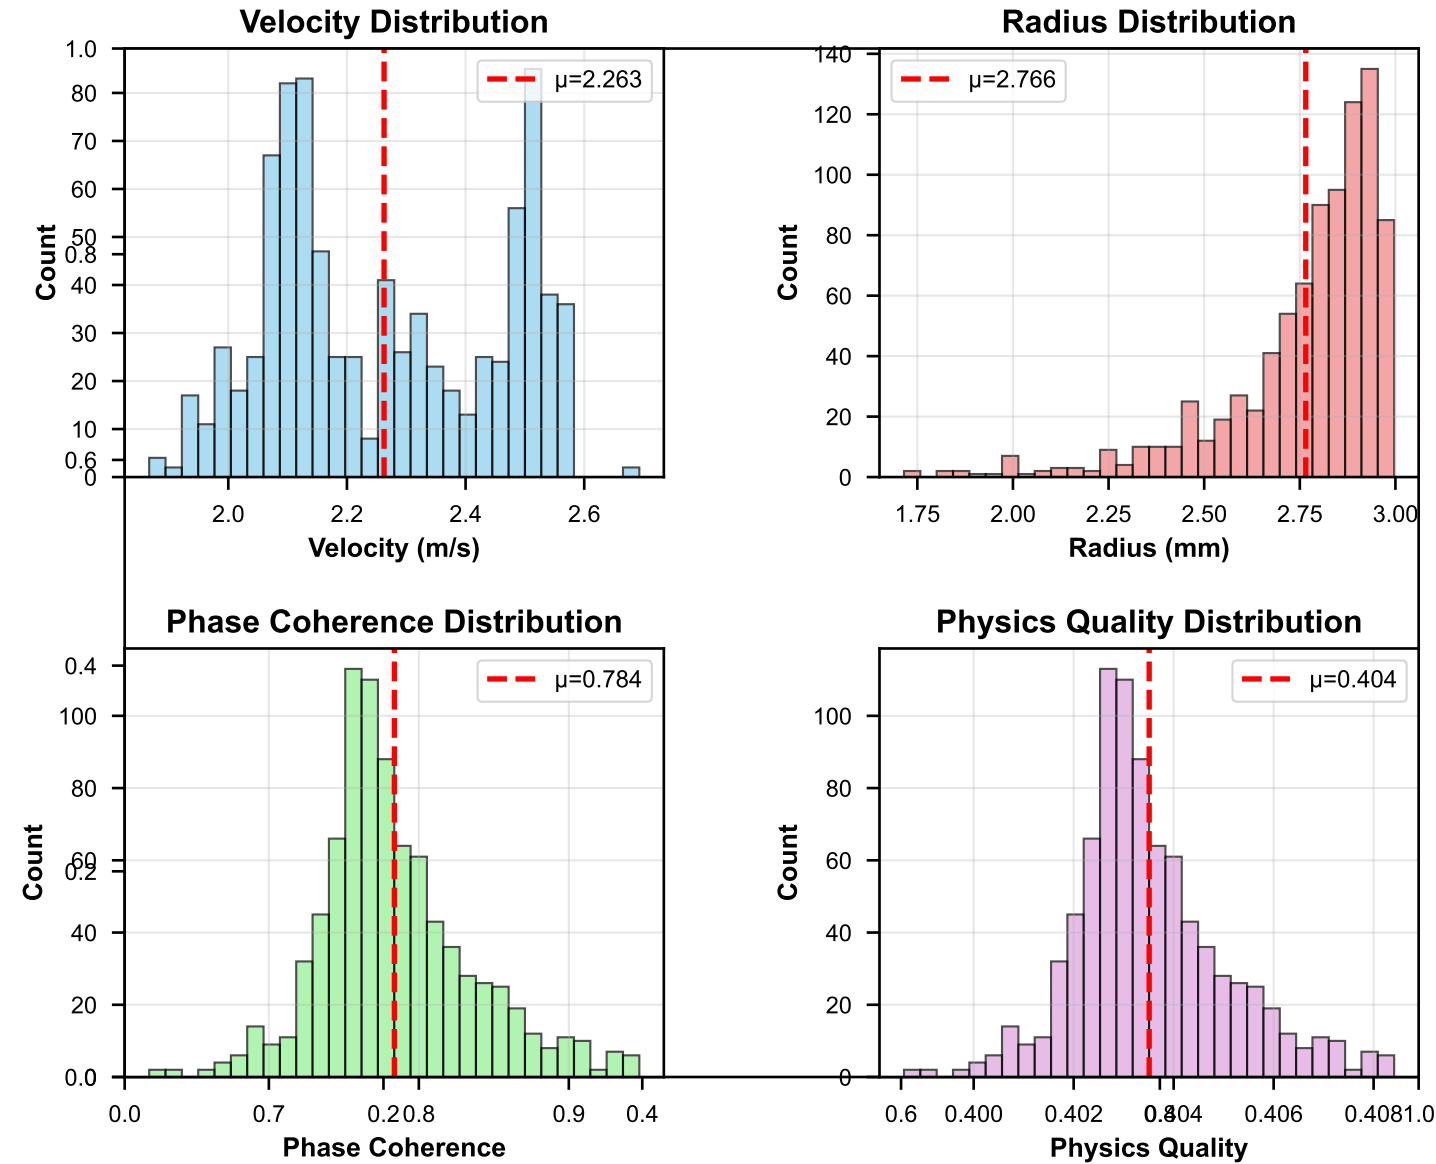 Velocity Distribution
1.0
80
70
60
50
0.8
40
30
20
10
0.6
0
Count
μ=2.263
2.0 2.2 2.4 2.6
Velocity (m/s)
Radius Distribution
140
120
100
80
60
40
20
0
Count
μ=2.766
1.75 2.00 2.25 2.50 2.75 3.00
Radius (mm)
Phase Coherence Distribution
0.4
100
80
60
0.2
40
20
0.0
Count
μ=0.784
0.0 0.7 0.2 0.8 0.9 0.4
Phase Coherence
Physics Quality Distribution
100
80
60
40
20
0
Count
μ=0.404
0.6 0.400 0.402 0.8 0.404 0.406 0.408 1.0
Physics Quality